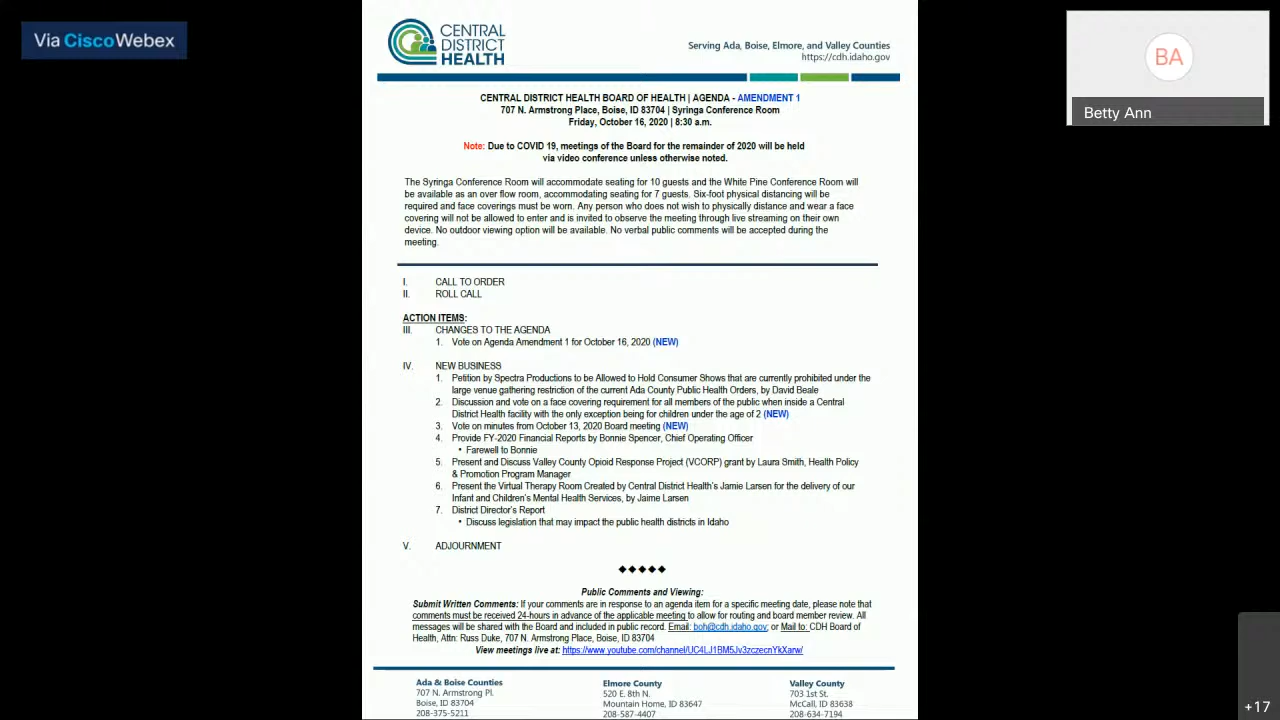 Via CiscoWebex
CENTRAL
DISTRICT
HEALTH
Serving Ada, Boise, Elmore, and Valley Counties
https://cdh.idaho.gov
BA
Betty Ann
CENTRAL DISTRICT HEALTH BOARD OF HEALTH | AGENDA - AMENDMENT 1
707 N. Armstrong Place, Boise, ID 83704 | Syringa Conference Room
Friday, October 16, 2020 | 8:30 a.m.
Note: Due to COVID 19, meetings of the Board for the remainder of 2020 will be held
via video conference unless otherwise noted.
The Syringa Conference Room will accommodate seating for 10 guests and the White Pine Conference Room will
be available as an over flow room, accommodating seating for 7 guests. Six-foot physical distancing will be
required and face coverings must be worn. Any person who does not wish to physically distance and wear a face
covering will not be allowed to enter and is invited to observe the meeting through live streaming on their own
device. No outdoor viewing option will be available. No verbal public comments will be accepted during the
meeting.
I. CALL TO ORDER
II. ROLL CALL
ACTION ITEMS:
III. CHANGES TO THE AGENDA
1. Vote on Agenda Amendment 1 for October 16, 2020 (NEW)
IV. NEW BUSINESS
1. Petition by Spectra Productions to be Allowed to Hold Consumer Shows that are currently prohibited under the
large venue gathering restriction of the current Ada County Public Health Orders, by David Beale
2. Discussion and vote on a face covering requirement for all members of the public when inside a Central
District Health facility with the only exception being for children under the age of 2 (NEW)
3. Vote on minutes from October 13, 2020 Board meeting (NEW)
4. Provide FY-2020 Financial Reports by Bonnie Spencer, Chief Operating Officer
• Farewell to Bonnie
5. Present and Discuss Valley County Opioid Response Project (VCORP) grant by Laura Smith, Health Policy
& Promotion Program Manager
6. Present the Virtual Therapy Room Created by Central District Health's Jamie Larsen for the delivery of our
Infant and Children's Mental Health Services, by Jaime Larsen
7. District Director's Report
• Discuss legislation that may impact the public health districts in Idaho
V. ADJOURNMENT
Public Comments and Viewing:
Submit Written Comments: If your comments are in response to an agenda item for a specific meeting date, please note that
comments must be received 24-hours in advance of the applicable meeting to allow for routing and board member review. All
messages will be shared with the Board and included in public record. Email: boh@cdh.idaho.gov; or Mail to: CDH Board of
Health, Attn: Russ Duke, 707 N. Armstrong Place, Boise, ID 83704
View meetings live at: https://www.youtube.com/channel/UC4LJ1BM5Jv3zczecnYkXarw/
Ada & Boise Counties
707 N. Armstrong Pl.
Boise, ID 83704
208-375-5211
Elmore County
520 E. 8th N.
Mountain Home, ID 83647
208-587-4407
Valley County
703 1st St.
McCall, ID 83638
208-634-7194
+17